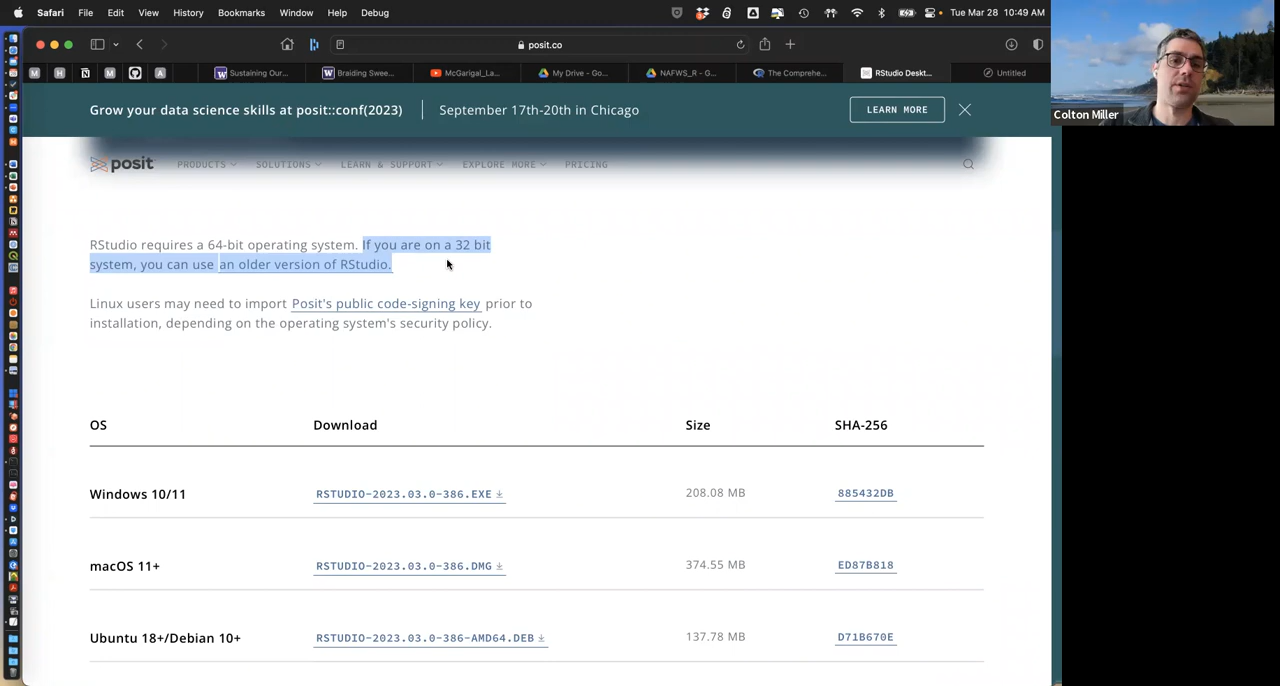 Safari File Edit View History Bookmarks Window Help Debug Tue Mar 28 10:49 AM
posit.co
Sustaining Our... Braiding Swee... McGarigal_La... My Drive - Go... NAFWS_R - G... The Comprehe... RStudio Deskt... Untitled
Colton Miller
Grow your data science skills at posit::conf(2023) September 17th-20th in Chicago LEARN MORE
posit PRODUCTS SOLUTIONS LEARN & SUPPORT EXPLORE MORE PRICING
RStudio requires a 64-bit operating system. If you are on a 32 bit
system, you can use an older version of RStudio.
Linux users may need to import Posit's public code-signing key prior to
installation, depending on the operating system's security policy.
OS Download Size SHA-256
Windows 10/11 RSTUDIO-2023.03.0-386.EXE 208.08 MB 885432DB
macOS 11+ RSTUDIO-2023.03.0-386.DMG 374.55 MB ED87B818
Ubuntu 18+/Debian 10+ RSTUDIO-2023.03.0-386-AMD64.DEB 137.78 MB D71B670E